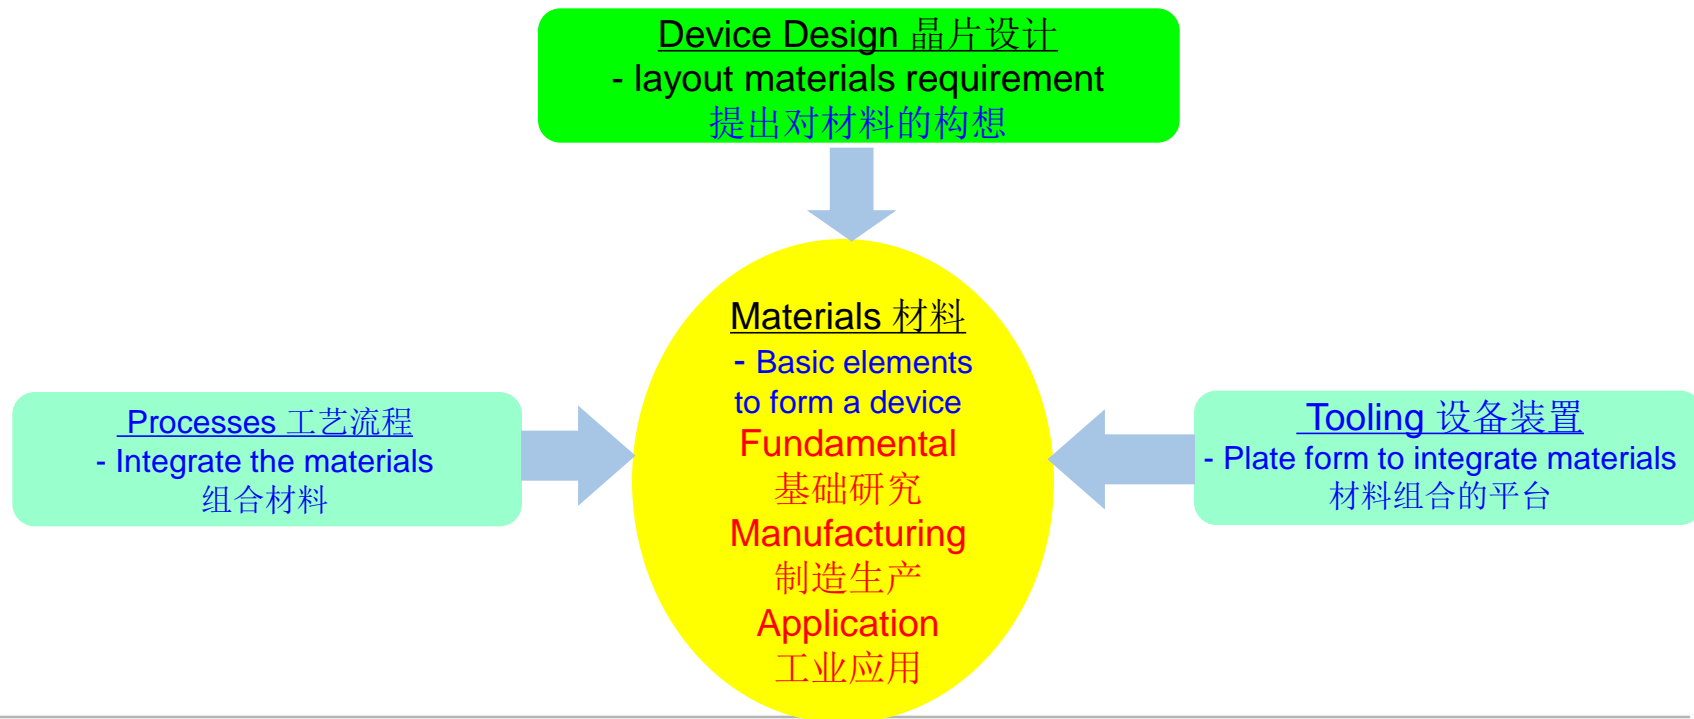 Device Design 晶片设计
- layout materials requirement
提出对材料的构想
Materials 材料
- Basic elements
to form a device
Fundamental
基础研究
Manufacturing
制造生产
Application
工业应用
Processes 工艺流程
- Integrate the materials
组合材料
Tooling 设备装置
- Plate form to integrate materials
材料组合的平台